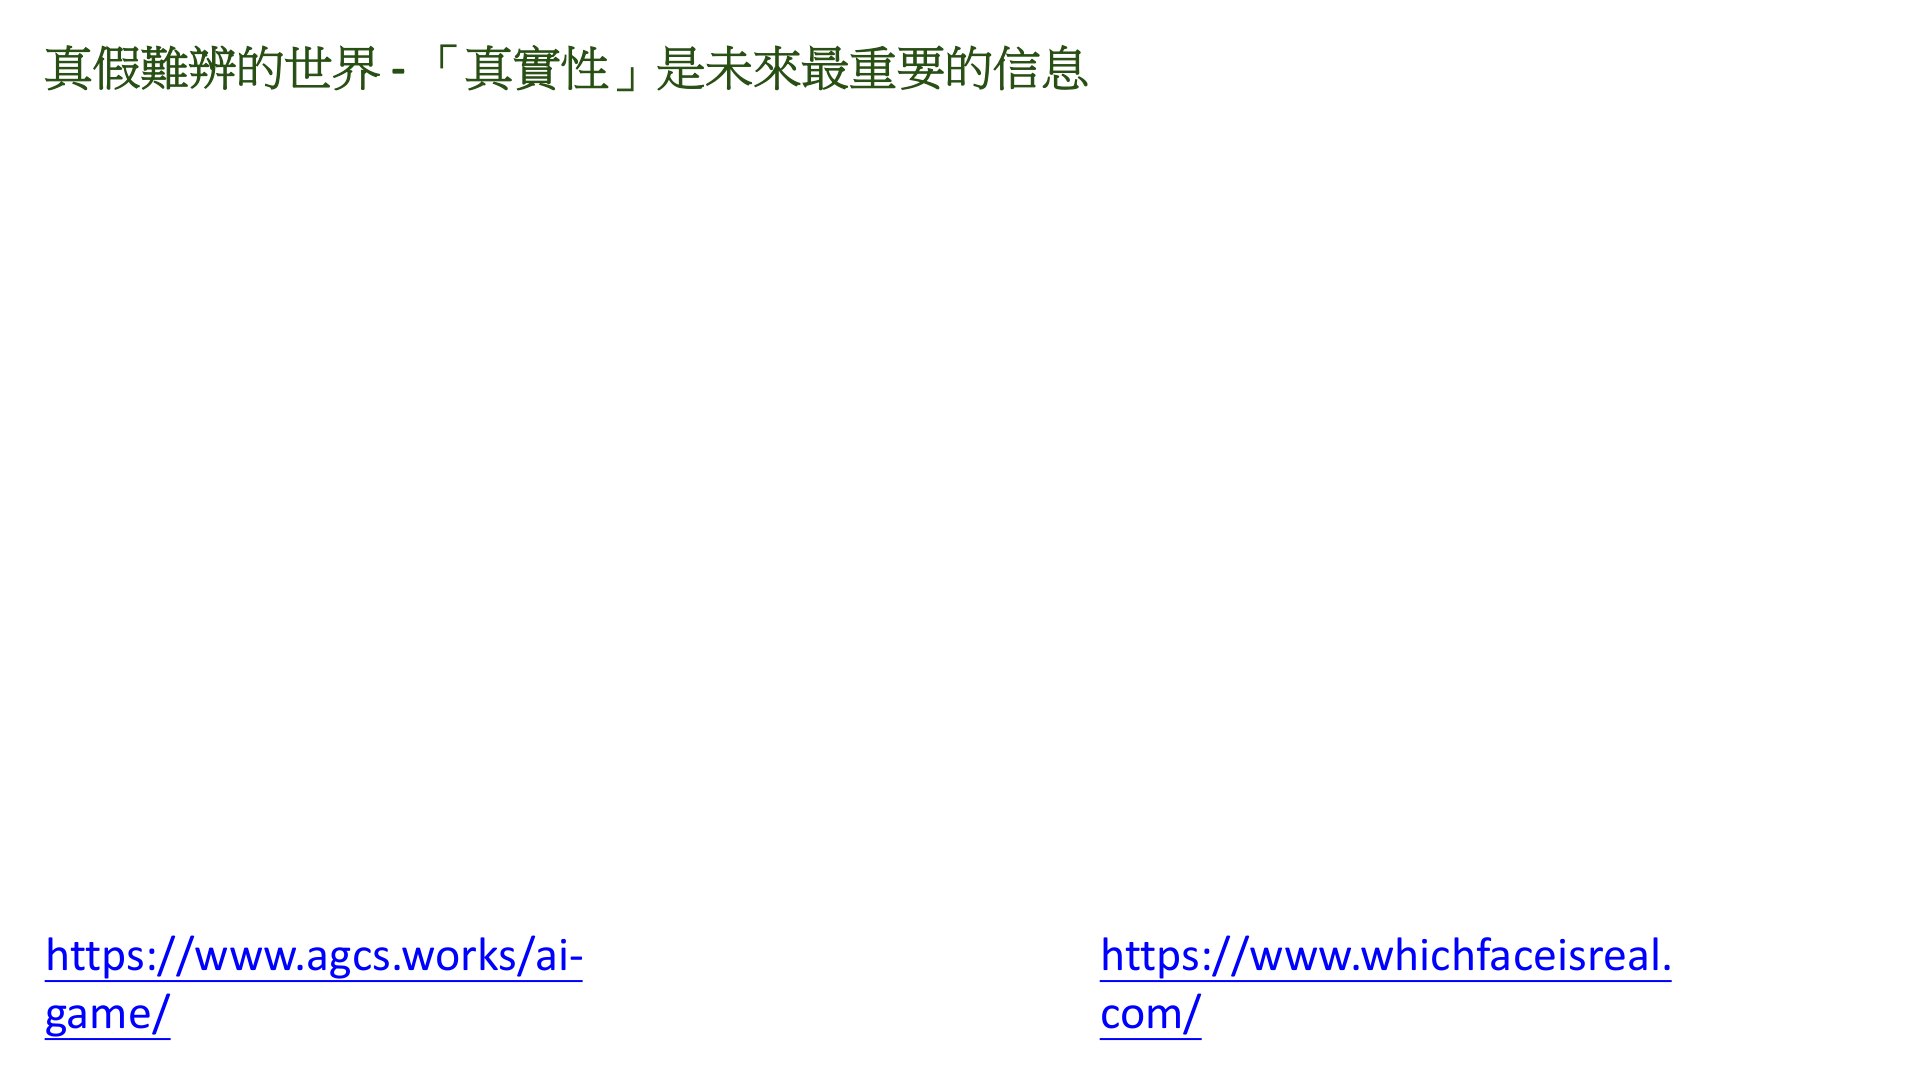 真假難辨的世界 - 「真實性」是未來最重要的信息
https://www.agcs.works/ai-
game/
https://www.whichfaceisreal.
com/